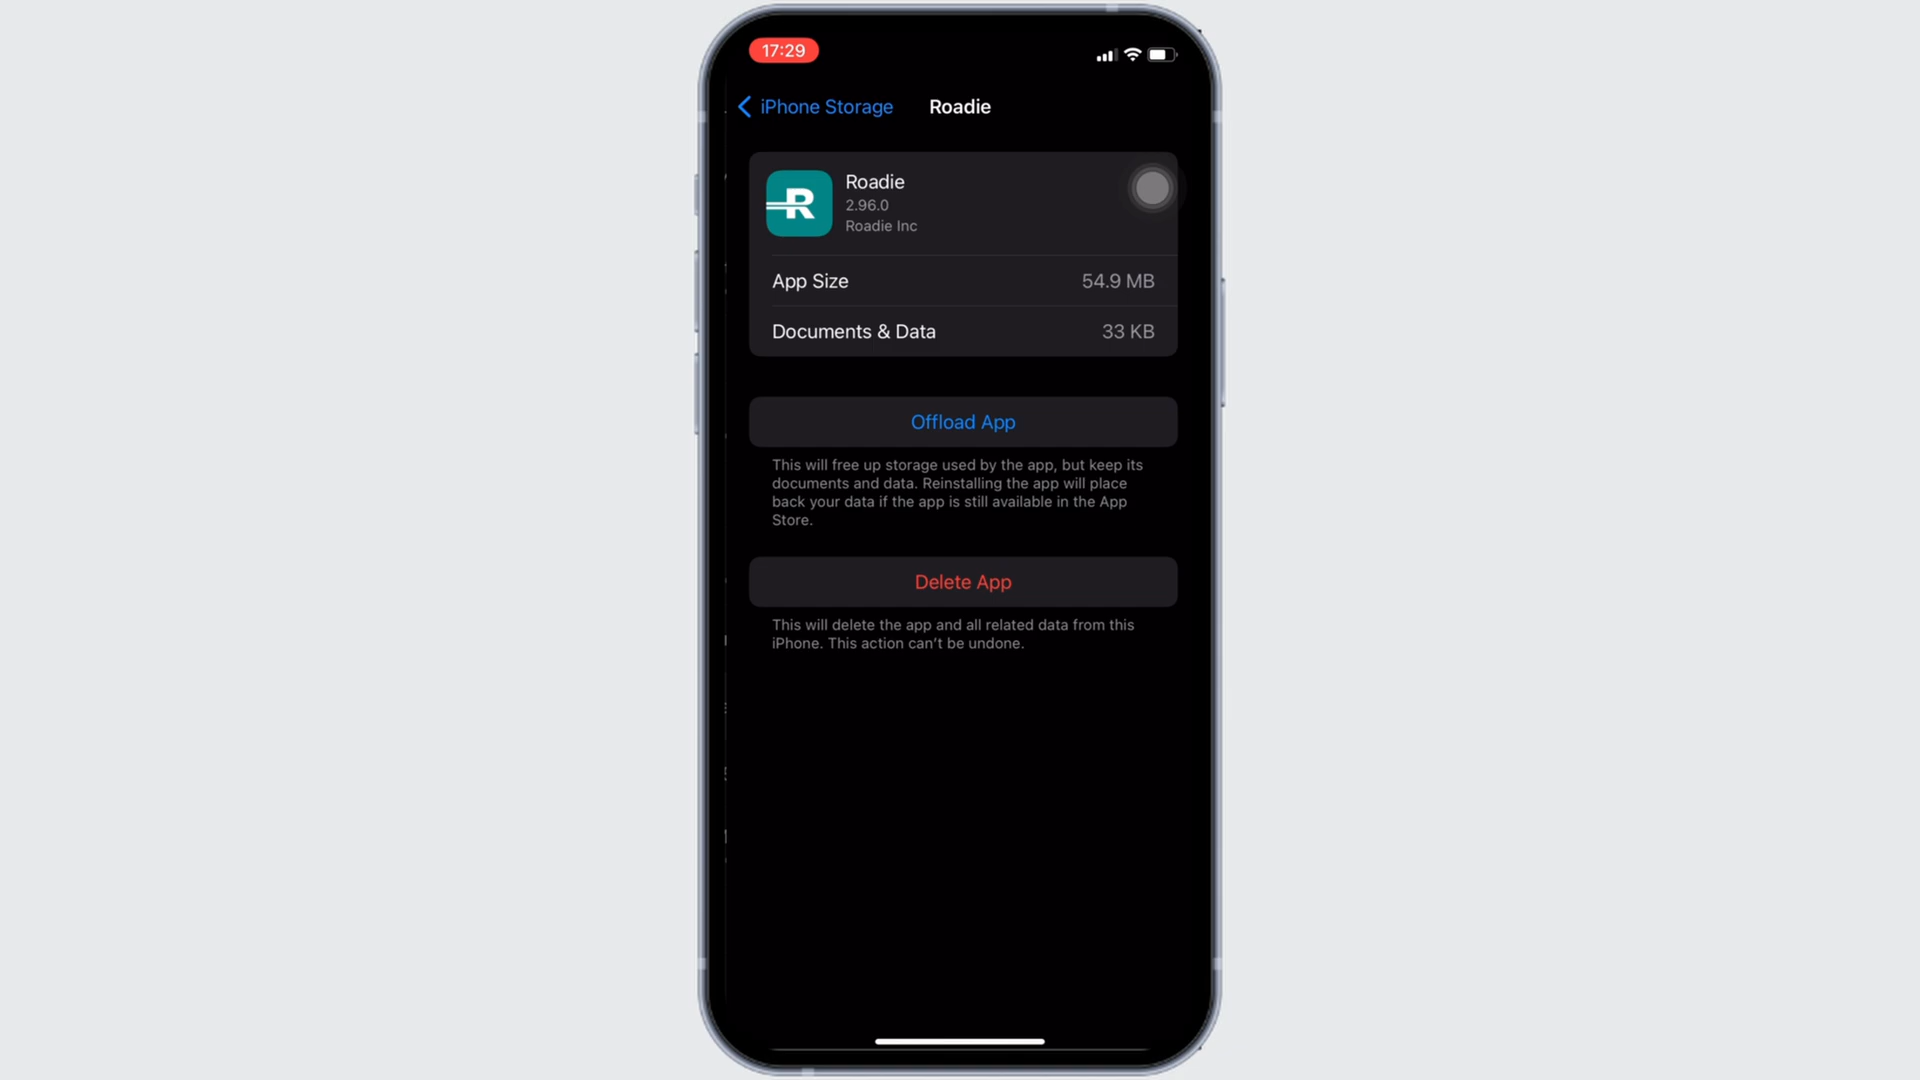 17:29
iPhone Storage
Roadie
R
Roadie
2.96.0
Roadie Inc
App Size
54.9 MB
Documents & Data
33 KB
Offload App
This will free up storage used by the app, but keep its
documents and data. Reinstalling the app will place
back your data if the app is still available in the App
Store.
Delete App
This will delete the app and all related data from this
iPhone. This action can't be undone.